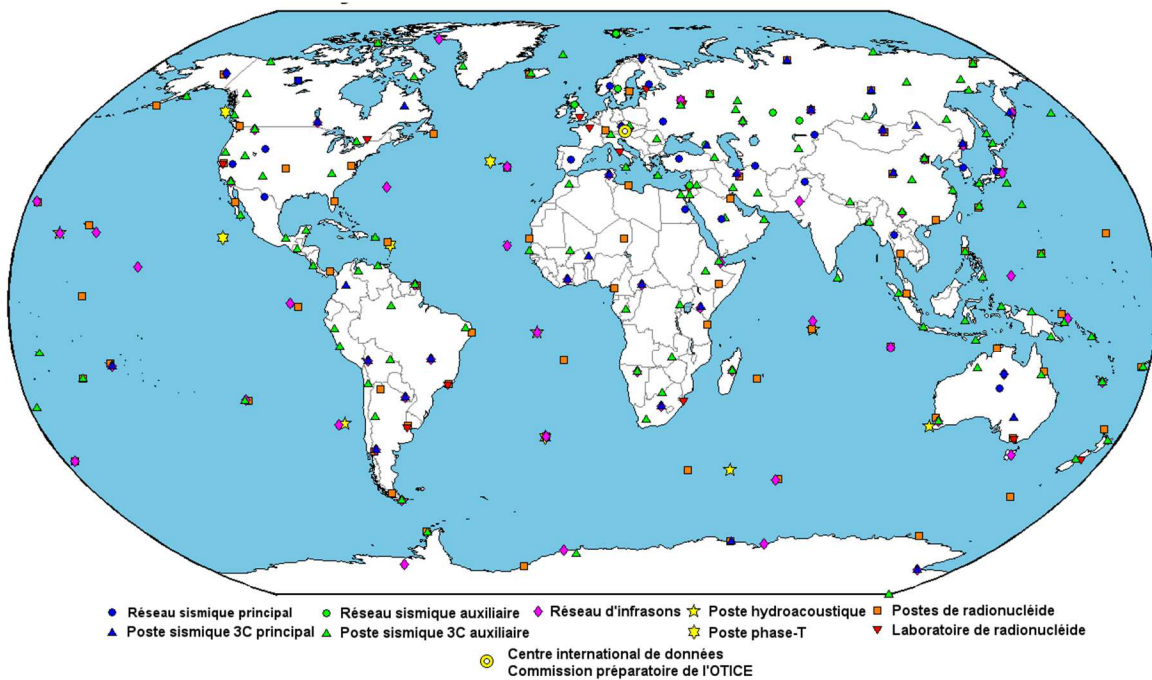 Réseau sismique principal
Réseau sismique auxiliaire
Réseau d'infrasons
Poste hydroacoustique
Postes de radionucléide
Poste sismique 3C principal
Poste sismique 3C auxiliaire
Poste phase-T
Laboratoire de radionucléide
Centre international de données
Commission préparatoire de l'OTICE